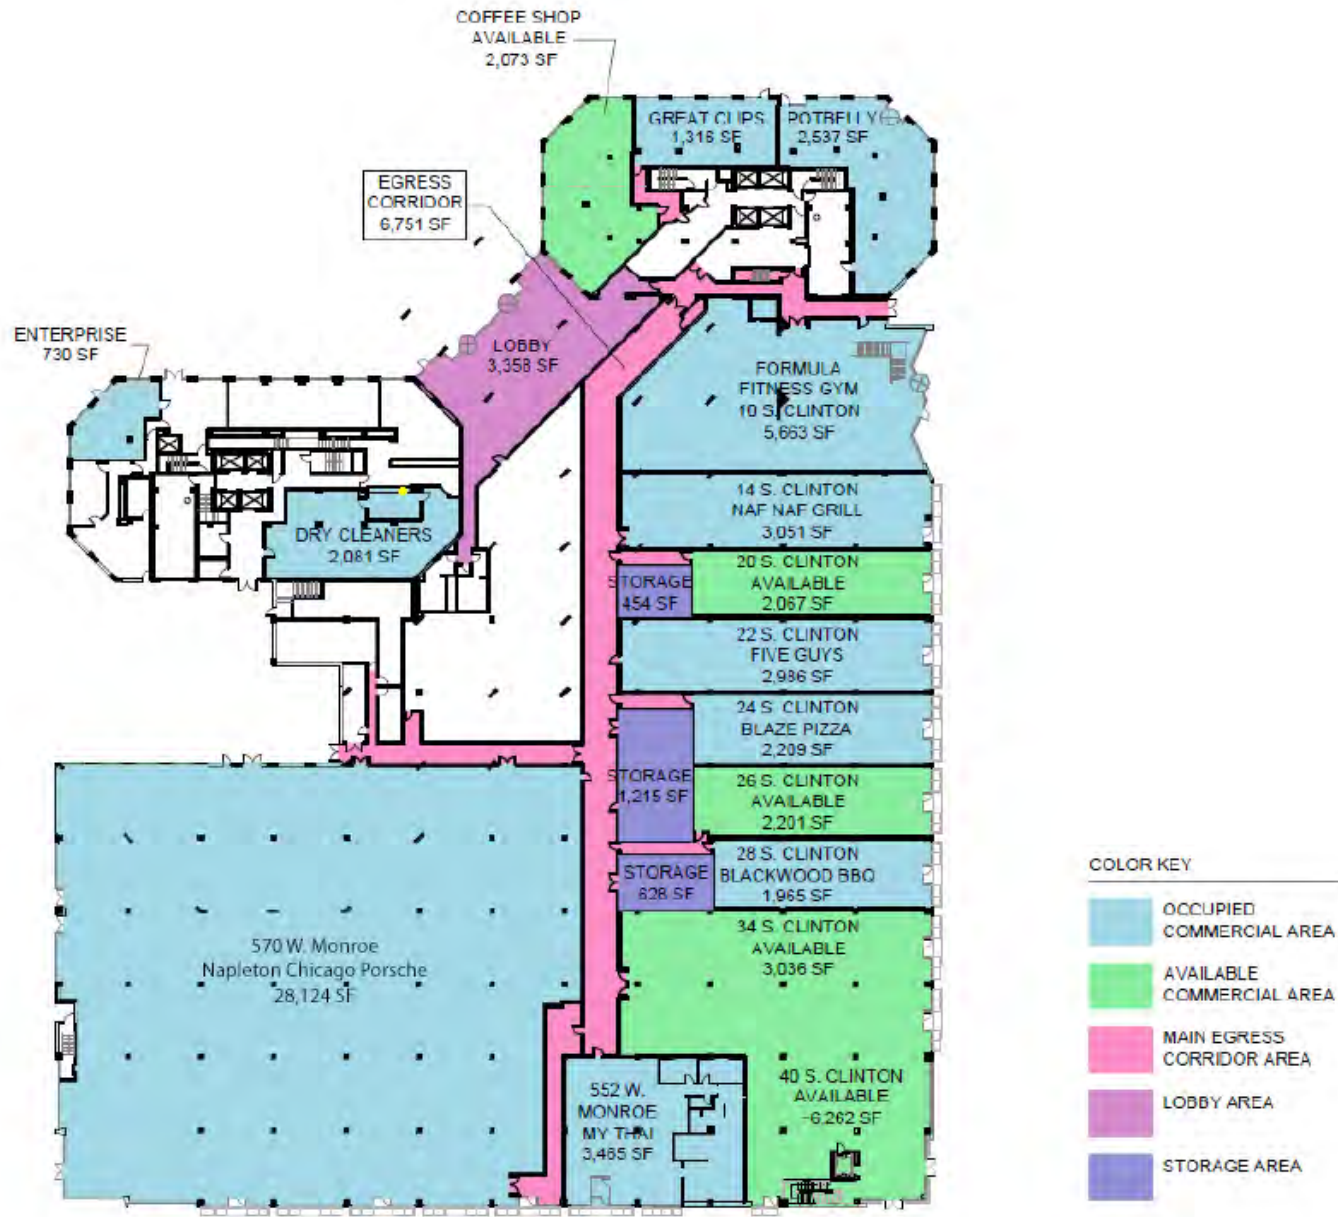 COFFEE SHOP
AVAILABLE
2,073 SF
GREAT CLIPS
1,316 SF
POTBELLY
2,537 SF
EGRESS
CORRIDOR
6,751 SF
ENTERPRISE
730 SF
LOBBY
3,358 SF
FORMULA
FITNESS GYM
10 S. CLINTON
5,663 SF
14 S. CLINTON
NAF NAF GRILL
3,051 SF
DRY CLEANERS
2,081 SF
20 S. CLINTON
AVAILABLE
2,067 SF
STORAGE
454 SF
22 S. CLINTON
FIVE GUYS
2,986 SF
24 S. CLINTON
BLAZE PIZZA
2,209 SF
STORAGE
1,215 SF
26 S. CLINTON
AVAILABLE
2,201 SF
28 S. CLINTON
BLACKWOOD BBQ
1,965 SF
STORAGE
628 SF
34 S. CLINTON
AVAILABLE
3,036 SF
570 W. Monroe
Napleton Chicago Porsche
28,124 SF
552 W.
MONROE
MY THAI
3,465 SF
40 S. CLINTON
AVAILABLE
~6,262 SF
COLOR KEY
OCCUPIED
COMMERCIAL AREA
AVAILABLE
COMMERCIAL AREA
MAIN EGRESS
CORRIDOR AREA
LOBBY AREA
STORAGE AREA